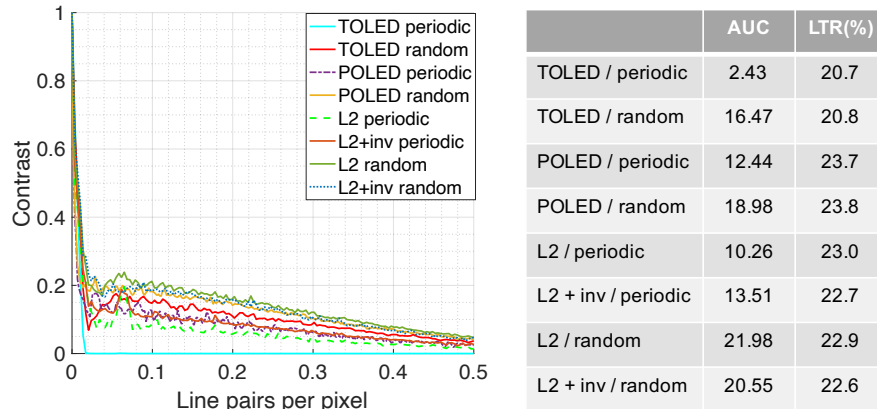 Contrast
1
0.8
0.6
0.4
0.2
0
0 0.1 0.2 0.3 0.4 0.5
Line pairs per pixel
TOLED periodic
TOLED random
POLED periodic
POLED random
L2 periodic
L2+inv periodic
L2 random
L2+inv random
AUC LTR(%)
TOLED / periodic 2.43 20.7
TOLED / random 16.47 20.8
POLED / periodic 12.44 23.7
POLED / random 18.98 23.8
L2 / periodic 10.26 23.0
L2 + inv / periodic 13.51 22.7
L2 / random 21.98 22.9
L2 + inv / random 20.55 22.6